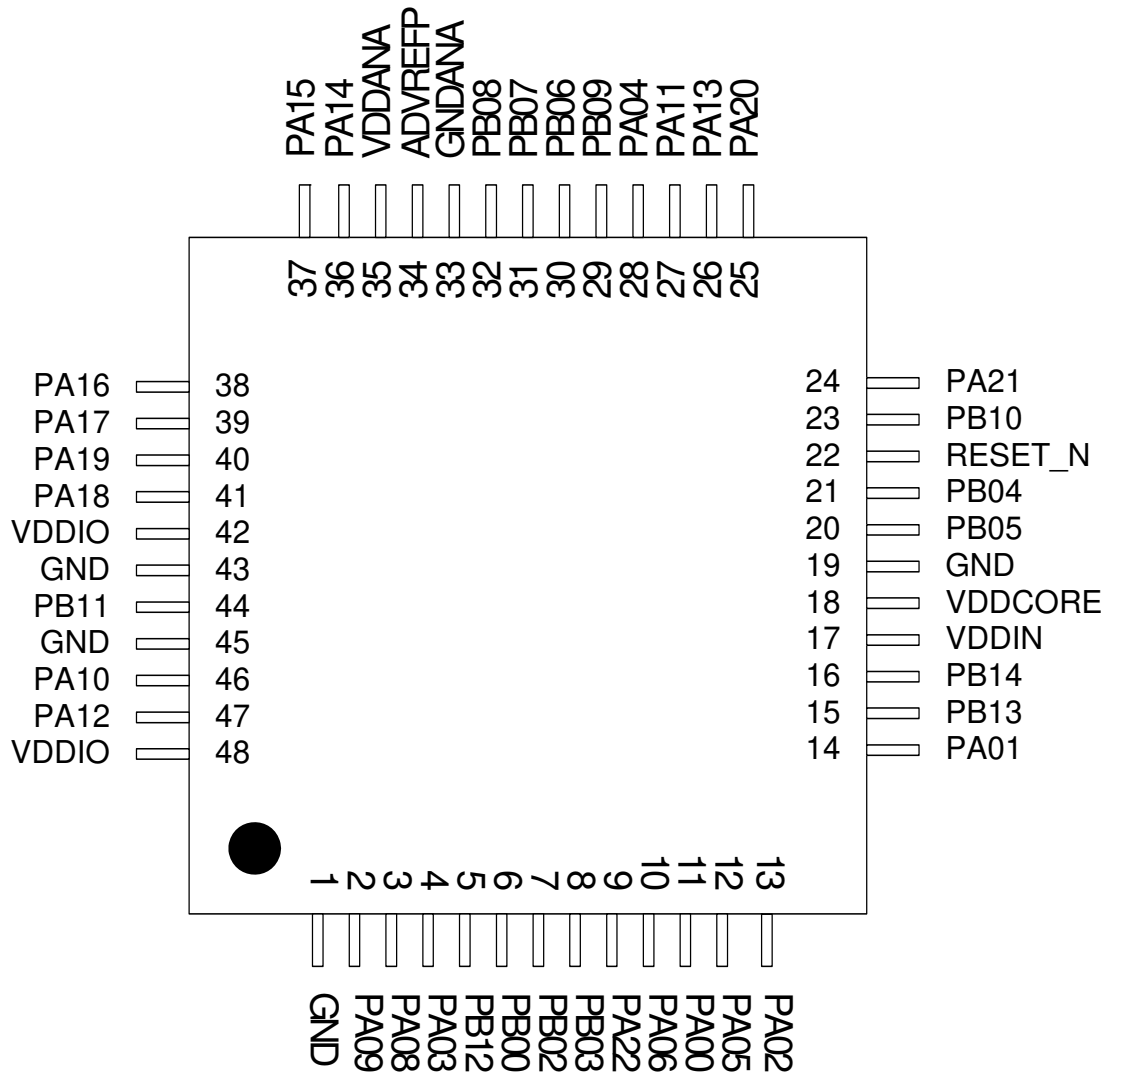 PA15
PA14
VDDANA
ADVREFP
GNDANA
PB08
PB07
PB06
PB09
PA04
PA11
PA13
PA20
37
36
35
34
33
32
31
30
29
28
27
26
25
PA16 38
PA17 39
PA19 40
PA18 41
VDDIO 42
GND 43
PB11 44
GND 45
PA10 46
PA12 47
VDDIO 48
24 PA21
23 PB10
22 RESET_N
21 PB04
20 PB05
19 GND
18 VDDCORE
17 VDDIN
16 PB14
15 PB13
14 PA01
1
2
3
4
5
6
7
8
9
10
11
12
13
GND
PA09
PA08
PA03
PB12
PB00
PB02
PB03
PA22
PA06
PA00
PA05
PA02